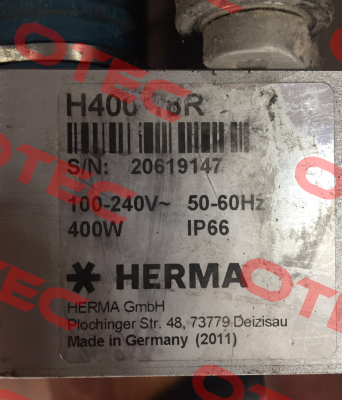 OTEC
H400
S/N: 20619147
100-240V~ 50-60Hz
400W IP66
HERMA
HERMA GmbH
Plochinger Str. 48, 73779 Deizisau
Made in Germany (2011)